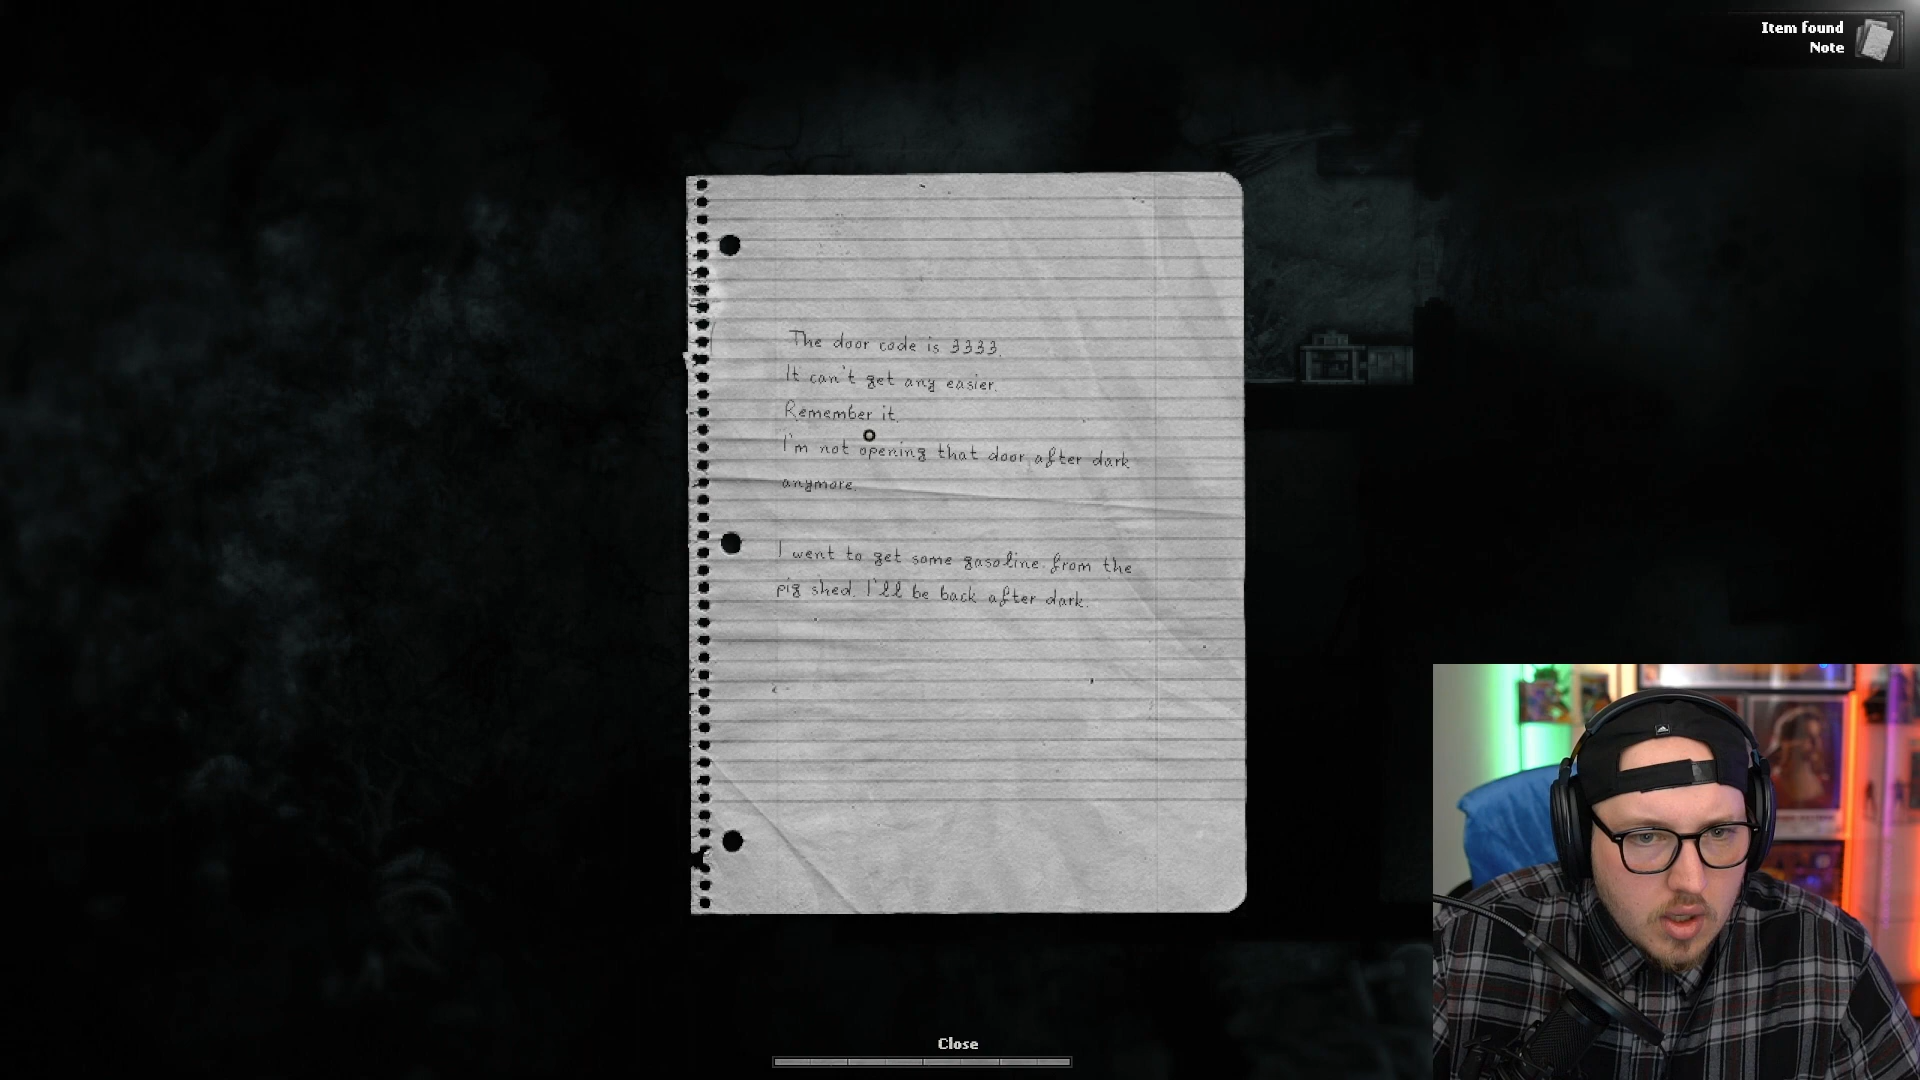 Item found
Note
The door code is 3333.
It can't get any easier.
Remember it.
I'm not opening that door after dark
anymore.
I went to get some gasoline from the
pig shed. I'll be back after dark.
Close